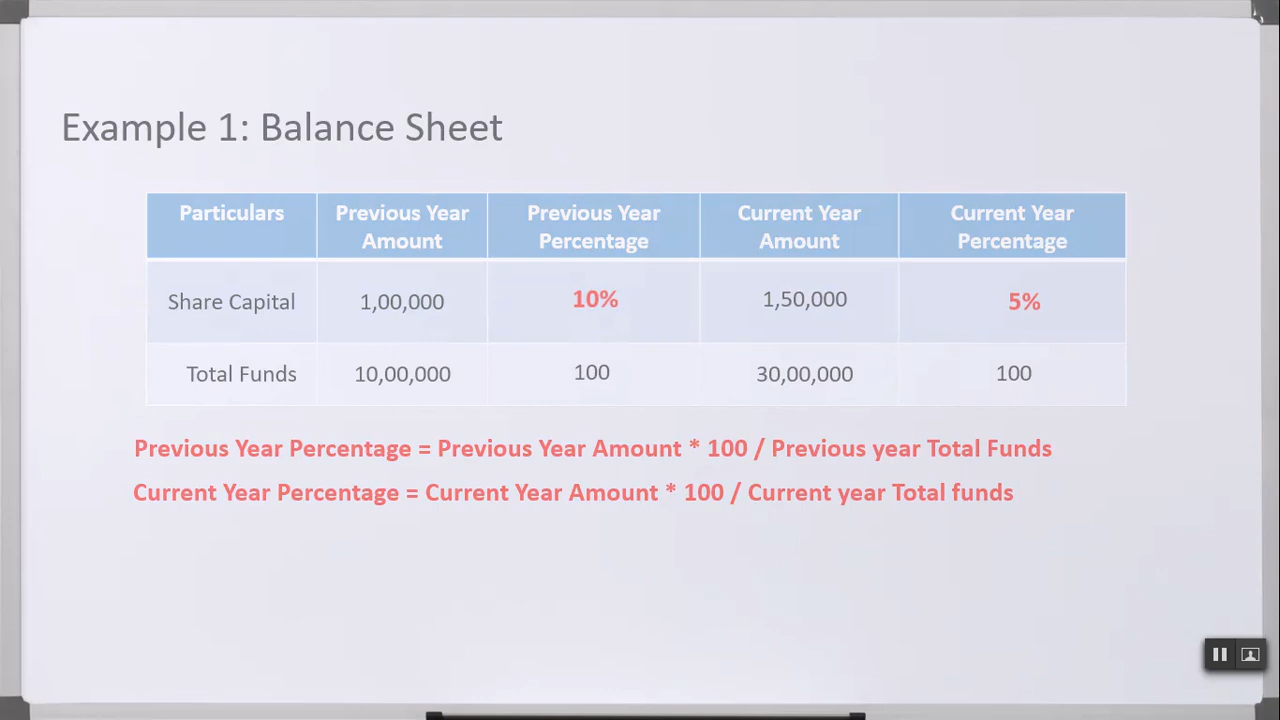 Example 1: Balance Sheet
Particulars Previous Year Amount Previous Year Percentage Current Year Amount Current Year Percentage
Share Capital 1,00,000 10% 1,50,000 5%
Total Funds 10,00,000 100 30,00,000 100
Previous Year Percentage = Previous Year Amount * 100 / Previous year Total Funds
Current Year Percentage = Current Year Amount * 100 / Current year Total funds